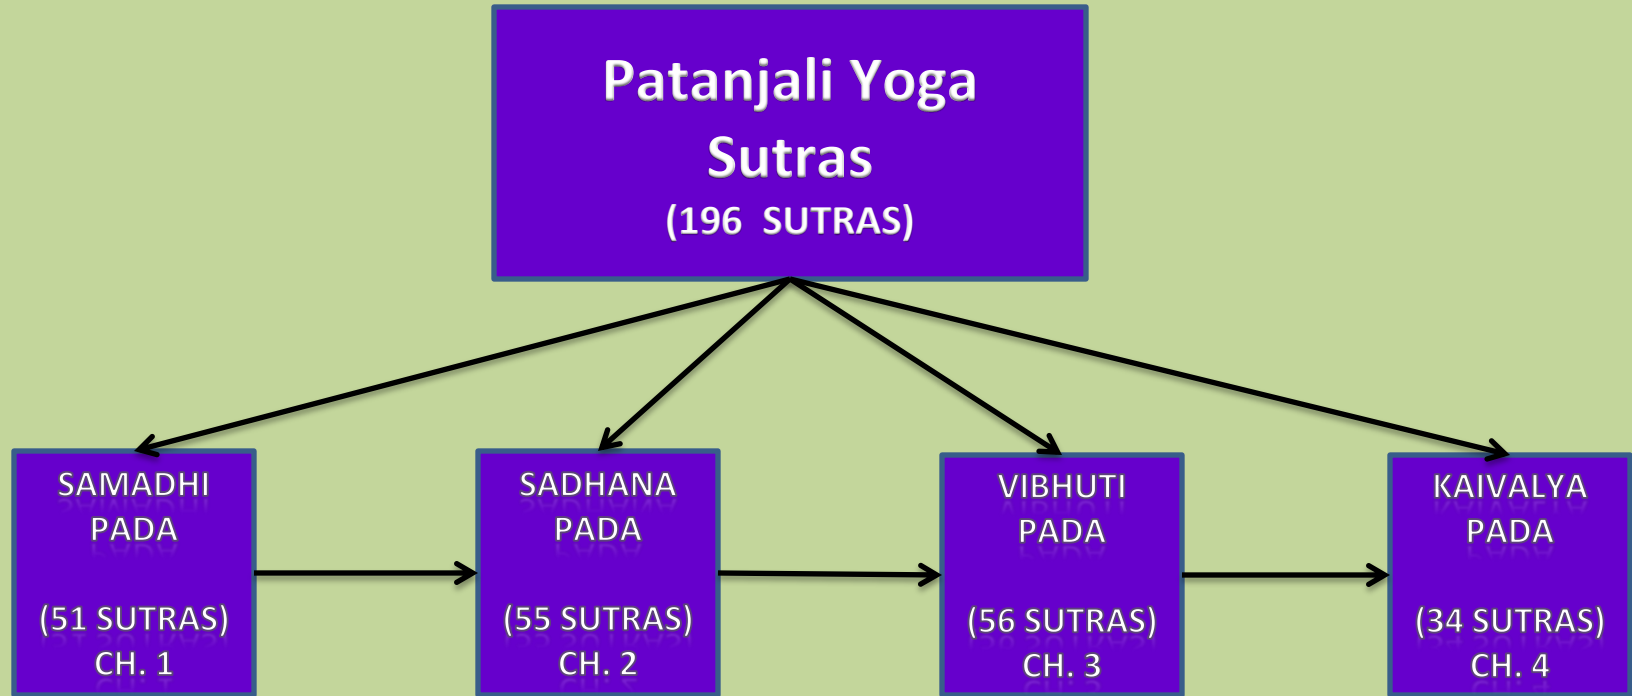 Patanjali Yoga
Sutras
(196 SUTRAS)
SAMADHI
PADA
(51 SUTRAS)
CH. 1
SADHANA
PADA
(55 SUTRAS)
CH. 2
VIBHUTI
PADA
(56 SUTRAS)
CH. 3
KAIVALYA
PADA
(34 SUTRAS)
CH. 4